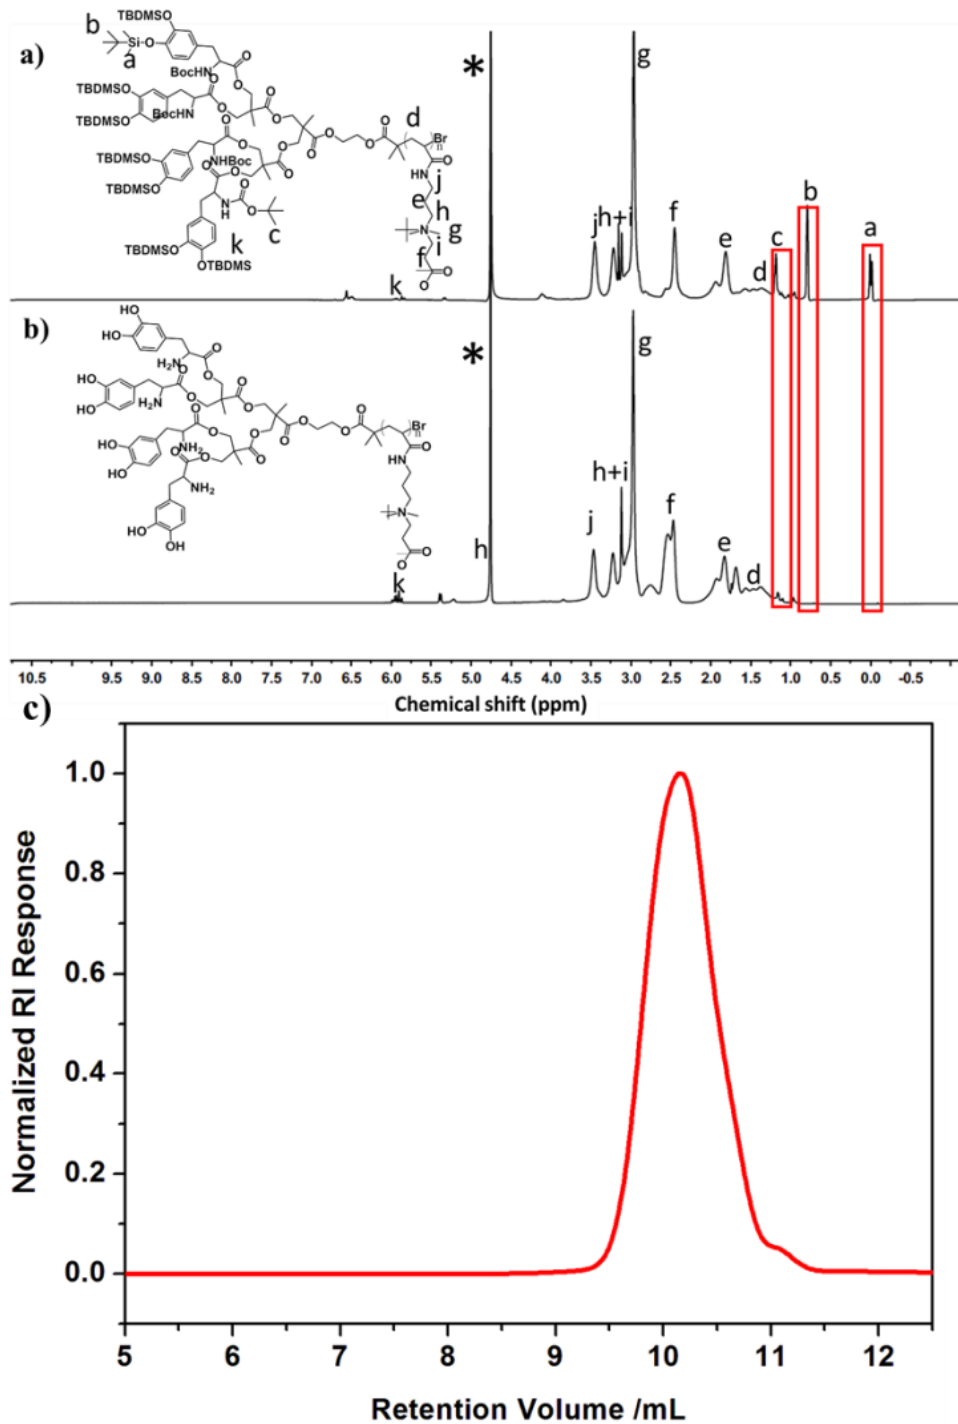 b TBDMSO
Si-O
a)
a
BocHN O
O
O
TBDMSO
TBDMSO
BocHN
O
O
O
O
O
O
O
O
O
O
O
d
Br
n
O
HN
j
e
h
N
i
g
f
O
O
TBDMSO
TBDMSO
NHBoc
O
O
O
N
H
O
O
k
c
TBDMSO
OTBDMS
*
g
k
j
h+i
f
e
d
c
b
a
b)
HO
HO
H2N
O
O
HO
HO
NH2
O
O
O
O
O
O
O
O
O
O
O
Br
n
O
HN
N
O
O
HO
HO
NH2
O
O
NH2
HO
OH
*
g
k
h
j
h+i
f
e
d
10.5 9.5 9.0 8.5 8.0 7.5 7.0 6.5 6.0 5.5 5.0 4.5 4.0 3.5 3.0 2.5 2.0 1.5 1.0 0.5 0.0 -0.5
Chemical shift (ppm)
c)
Normalized RI Response
1.0
0.8
0.6
0.4
0.2
0.0
5 6 7 8 9 10 11 12
Retention Volume /mL